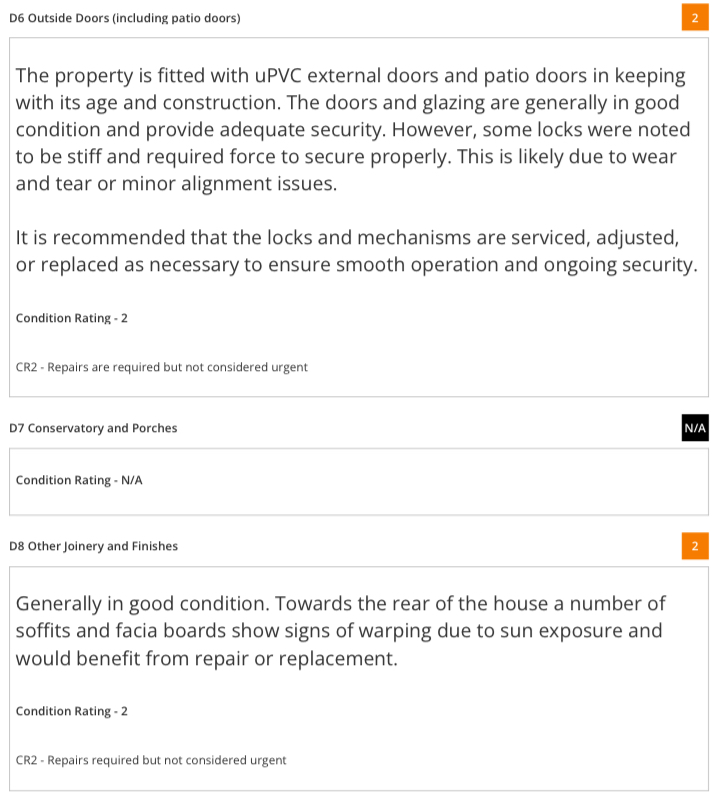 D6 Outside Doors (including patio doors)
2
The property is fitted with uPVC external doors and patio doors in keeping
with its age and construction. The doors and glazing are generally in good
condition and provide adequate security. However, some locks were noted
to be stiff and required force to secure properly. This is likely due to wear
and tear or minor alignment issues.
It is recommended that the locks and mechanisms are serviced, adjusted,
or replaced as necessary to ensure smooth operation and ongoing security.
Condition Rating - 2
CR2 - Repairs are required but not considered urgent
D7 Conservatory and Porches
N/A
Condition Rating - N/A
D8 Other Joinery and Finishes
2
Generally in good condition. Towards the rear of the house a number of
soffits and facia boards show signs of warping due to sun exposure and
would benefit from repair or replacement.
Condition Rating - 2
CR2 - Repairs required but not considered urgent